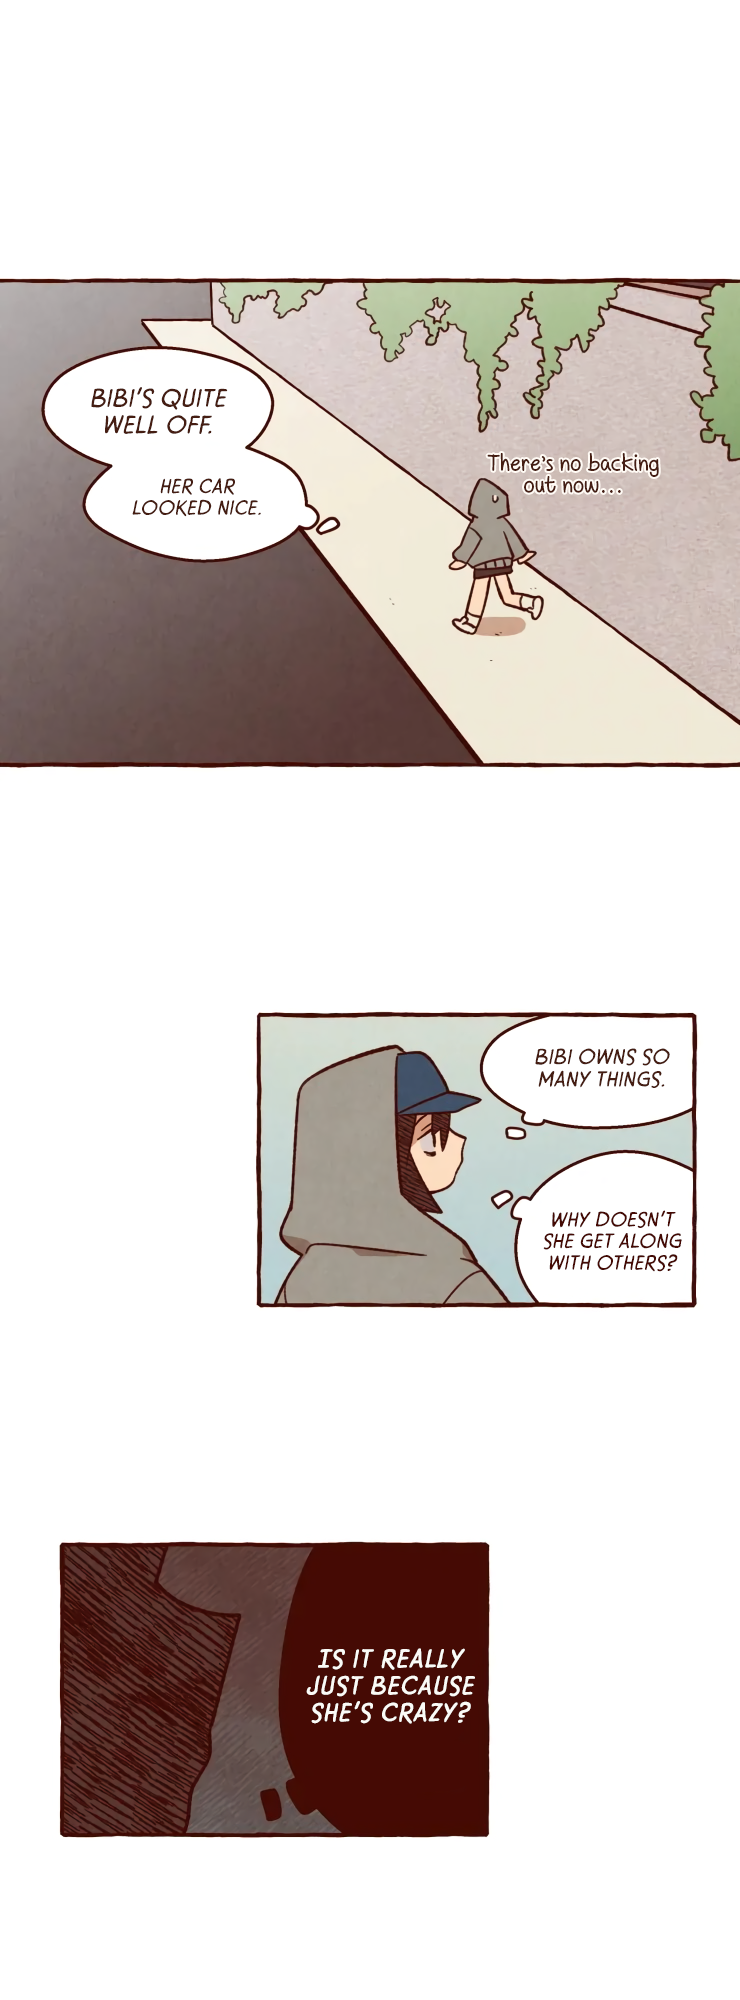 BIBI'S QUITE
WELL OFF.
HER CAR
LOOKED NICE.
There's no backing
out now...
BIBI OWNS SO
MANY THINGS.
WHY DOESN'T
SHE GET ALONG
WITH OTHERS?
IS IT REALLY
JUST BECAUSE
SHE'S CRAZY?